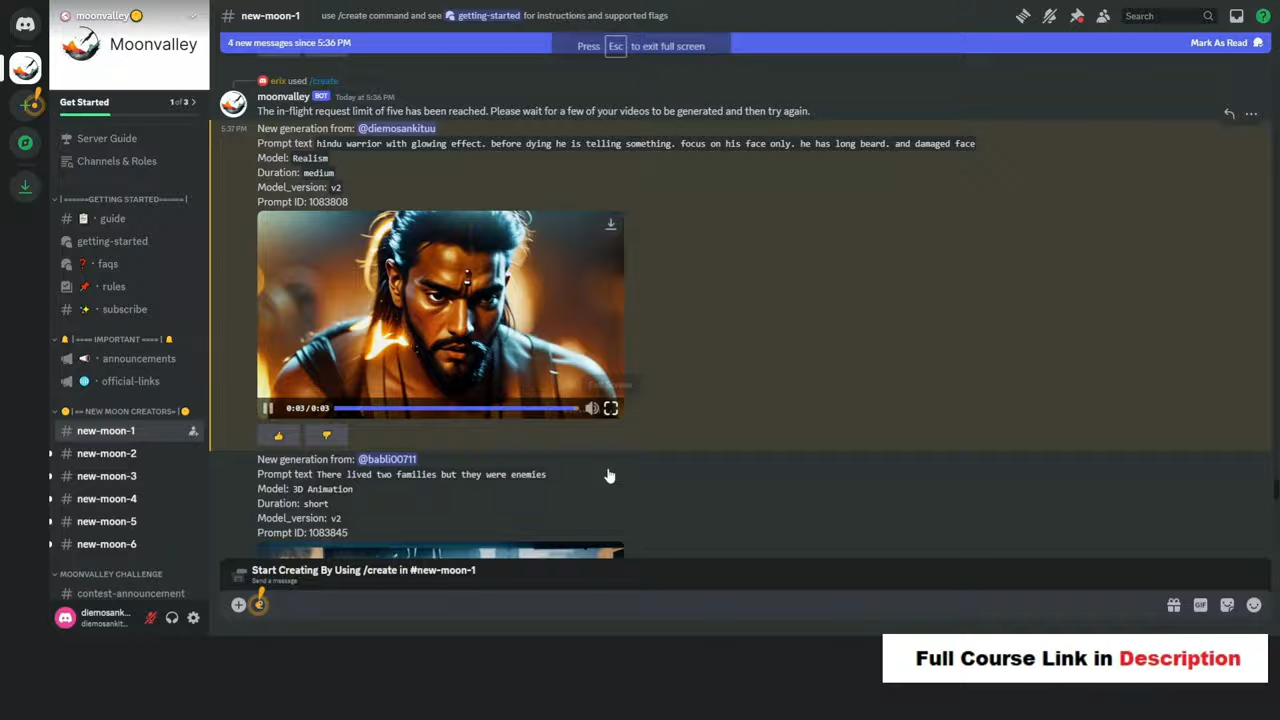 moonvalley
# new-moon-1 use /create command and see getting-started for instructions and supported flags
Search
Moonvalley
4 new messages since 5:36 PM
Mark As Read
Press Esc to exit full screen
erix used /create
Get Started 1 of 3
moonvalley BOT Today at 5:36 PM
The in-flight request limit of five has been reached. Please wait for a few of your videos to be generated and then try again.
5:37 PM New generation from: @diemosankituu
Server Guide
Prompt text hindu warrior with glowing effect. before dying he is telling something. focus on his face only. he has long beard. and damaged face
Channels & Roles
Model: Realism
Duration: medium
Model_version: v2
Prompt ID: 1083808
| ======GETTING STARTED======|
# guide
getting-started
faqs
rules
# subscribe
| ==== IMPORTANT ==== |
announcements
official-links
0:03/0:03
|== NEW MOON CREATORS=|
# new-moon-1
# new-moon-2
# new-moon-3
# new-moon-4
# new-moon-5
# new-moon-6
New generation from: @babli00711
Prompt text There lived two families but they were enemies
Model: 3D Animation
Duration: short
Model_version: v2
Prompt ID: 1083845
MOONVALLEY CHALLENGE
# contest-announcement
Start Creating By Using /create in #new-moon-1
Send a message
diemosank...
diemosankit...
GIF
Full Course Link in Description